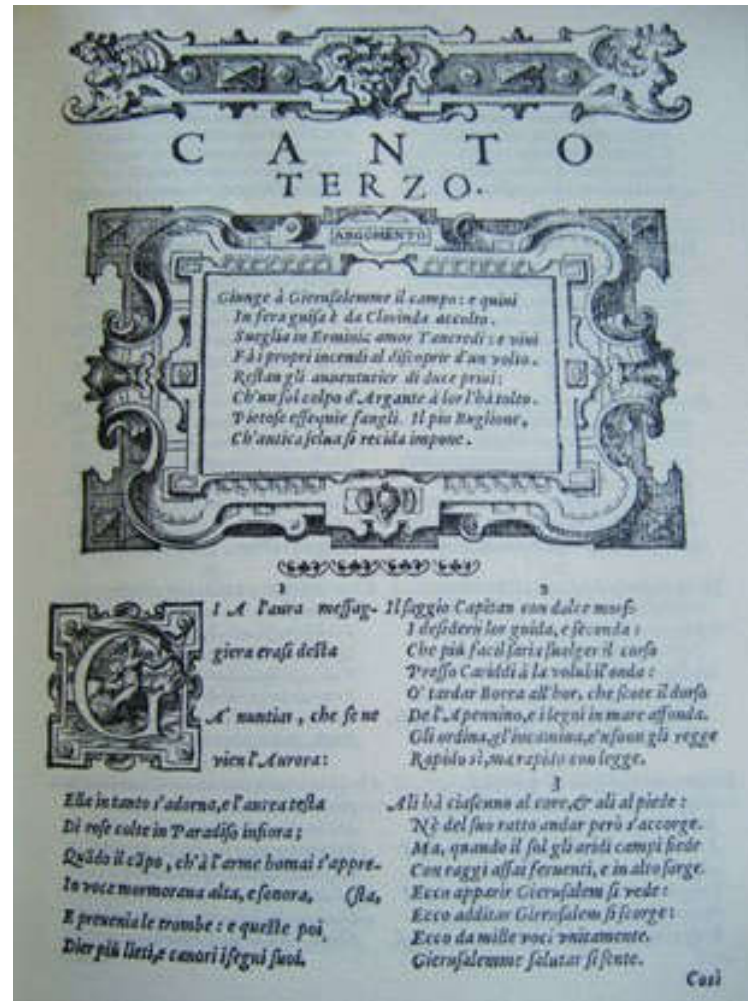 CANTO
TERZO.
ARGOMENTO
Giunge à Gierusalemme il campo: e quiui
In fera guisa è da Clorinda accolto.
Sueglia in Erminia amor Tancredi: e viui
Fà i propri incendi al discoprir d'un volto.
Restan gli auuenturier di duce priui:
Ch'un sol colpo d'Argante à lor l'hà tolto.
Pietose essequie fangli. Il pio Buglione,
Ch'antica selua si recida impone.
1
GIA l'aura messag-
giera erasi desta
A' nuntiar, che se ne
vien l'Aurora:
Ella intanto s'adorna, e l'aurea testa
Di rose colte in Paradiso infiora;
Quãdo il cãpo, ch'à l'arme homai s'appre-
In voce mormoraua alta, e sonora, (sta,
E preuenia le trombe: e queste poi
Dier più lieti, e canori i segni suoi.
2
Il saggio Capitan con dolce morso
I desideri lor guida, e seconda:
Che più facil saria suolger il corso
Presso Cariddi à la volubil'onda:
O' tardar Borea all'hor, che scote il dorso
De l'Apennino, e i legni in mare affonda.
Gli ordina, gl'incamina, e'n suon gli regge
Rapido sì, ma rapido con legge.
3
Ali hà ciascuno al core, & ali al piede:
Nè del suo ratto andar però s'accorge.
Ma, quando il sol gli aridi campi fiede
Con raggi assai feruenti, e in alto sorge.
Ecco apparir Gierusalem si vede:
Ecco additar Gierusalem si scorge:
Ecco da mille voci vnitamente.
Gierusalemme salutar si sente.
Così